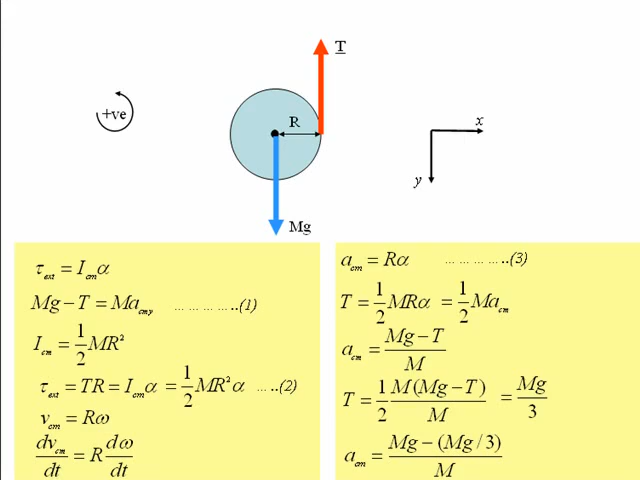 T
+ve
R
x
y
Mg
τ_ext = I_cm α
Mg − T = Ma_cmy ... ... ... ... ..(1)
I_cm = 1/2 MR²
τ_ext = TR = I_cm α = 1/2 MR² α ... ..(2)
v_cm = Rω
dv_cm/dt = R dω/dt
a_cm = Rα ... ... ... ... ..(3)
T = 1/2 MRα = 1/2 Ma_cm
a_cm = (Mg − T)/M
T = 1/2 M(Mg − T)/M = Mg/3
a_cm = (Mg − (Mg/3))/M